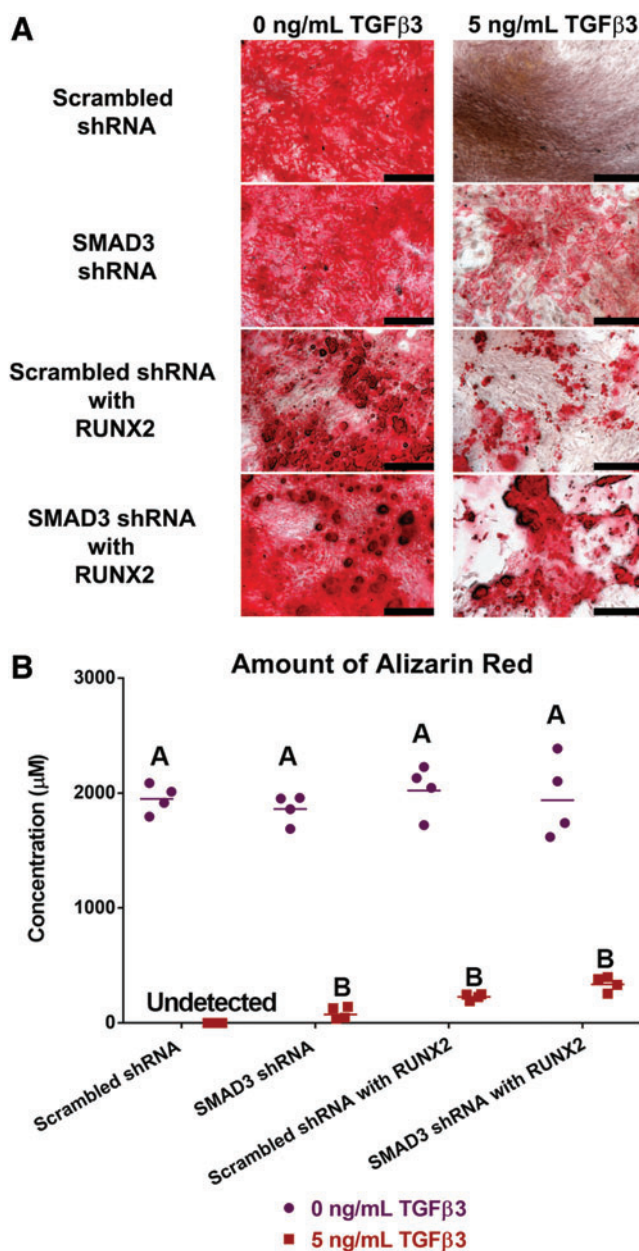 A
0 ng/mL TGFβ3
5 ng/mL TGFβ3
Scrambled
shRNA
SMAD3
shRNA
Scrambled shRNA
with
RUNX2
SMAD3 shRNA
with
RUNX2
B
Amount of Alizarin Red
Concentration (μM)
3000
2000
1000
0
A
A
A
A
Undetected
B
B
B
Scrambled shRNA
SMAD3 shRNA
Scrambled shRNA with RUNX2
SMAD3 shRNA with RUNX2
0 ng/mL TGFβ3
5 ng/mL TGFβ3